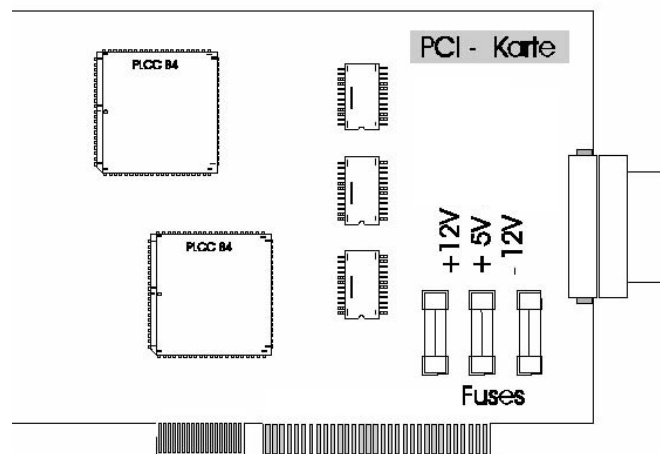 PLCC 84
PCI - Karte
PLCC 84
+12V
+5V
-12V
Fuses